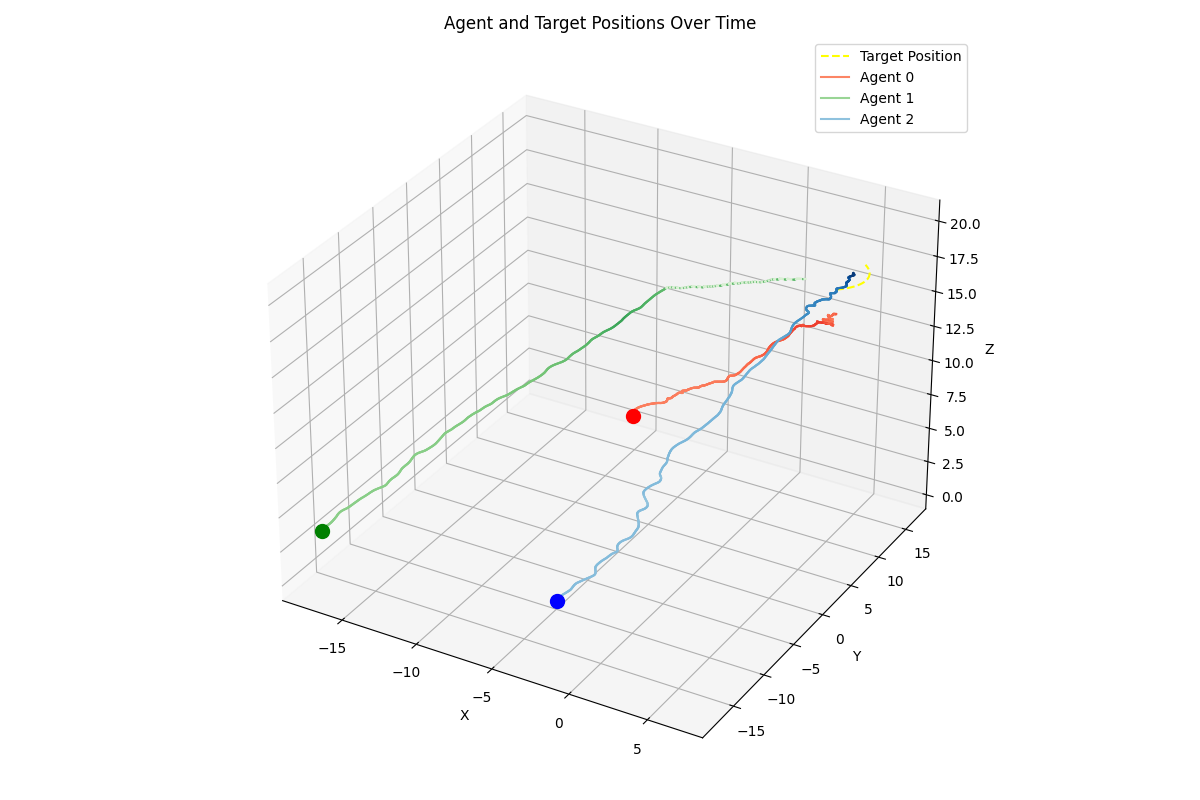 Agent and Target Positions Over Time
Target Position
Agent 0
Agent 1
Agent 2
20.0
17.5
15.0
12.5
10.0
7.5
5.0
2.5
0.0
Z
15
10
5
0
−5
−10
−15
Y
−15
−10
−5
0
5
X